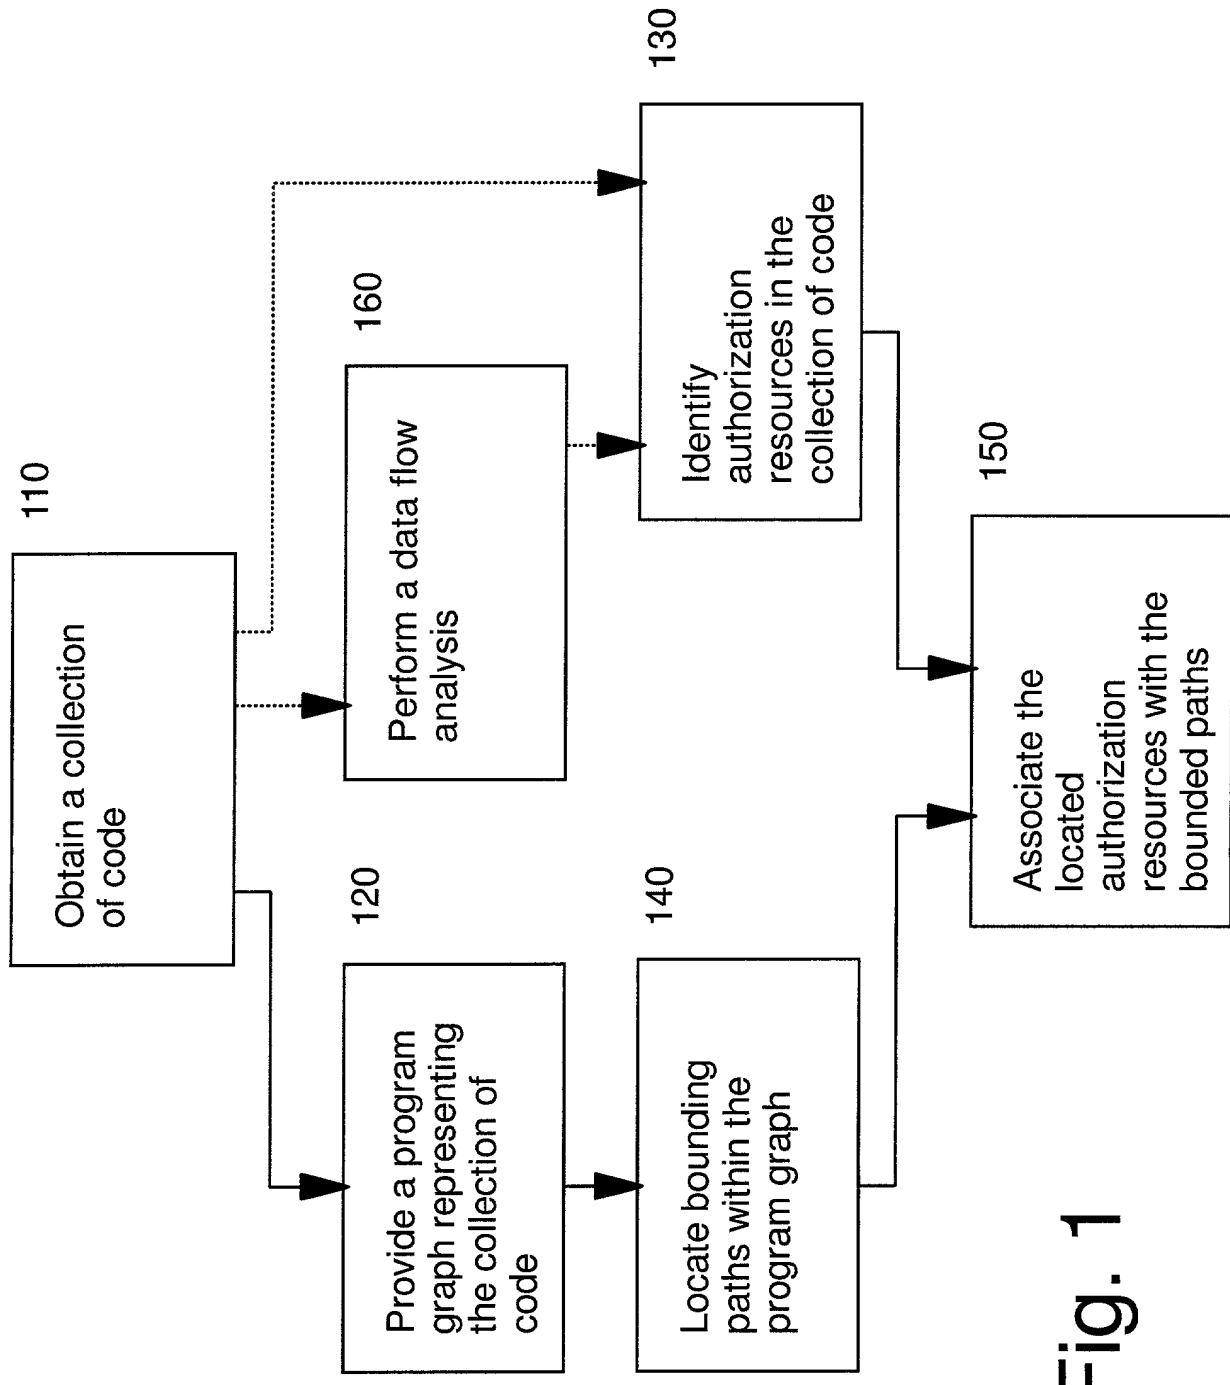 110
Obtain a collection
of code
120
Provide a program
graph representing
the collection of
code
160
Perform a data flow
analysis
130
Identify
authorization
resources in the
collection of code
140
Locate bounding
paths within the
program graph
150
Associate the
located
authorization
resources with the
bounded paths
Fig. 1